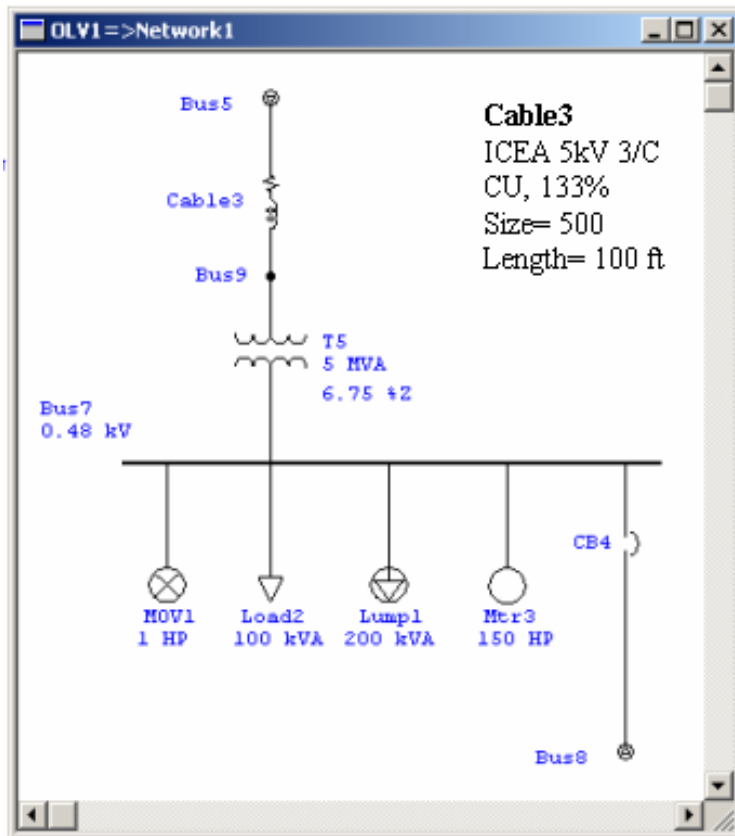 OLV1=>Network1
Bus5
Cable3
ICEA 5kV 3/C
CU, 133%
Size= 500
Length= 100 ft
Cable3
Bus9
T5
5 MVA
6.75 %Z
Bus7
0.48 kV
CB4
MOV1
1 HP
Load2
100 kVA
Lump1
200 kVA
Mtr3
150 HP
Bus8